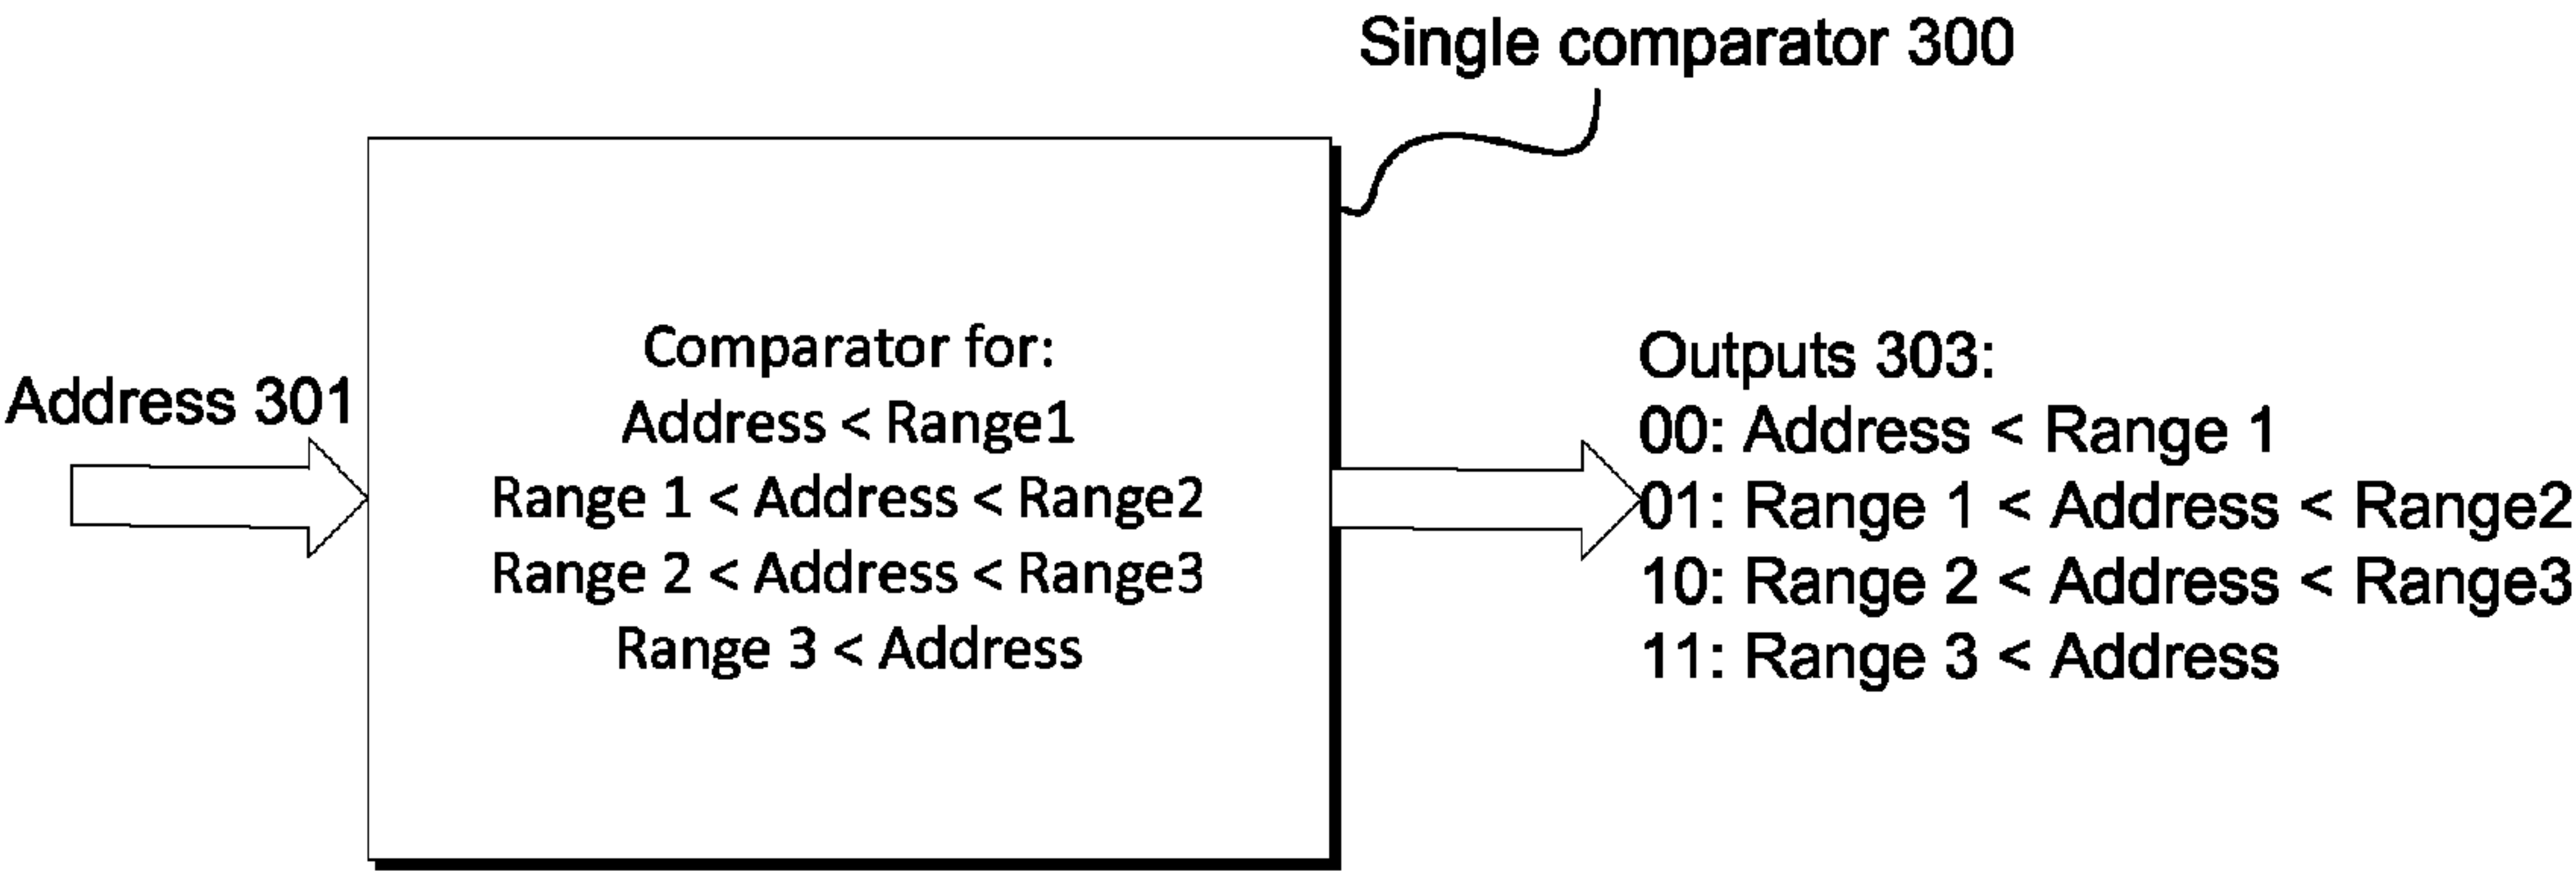 Single comparator 300
Address 301
Comparator for:
Address < Range1
Range 1 < Address < Range2
Range 2 < Address < Range3
Range 3 < Address
Outputs 303:
00: Address < Range 1
01: Range 1 < Address < Range2
10: Range 2 < Address < Range3
11: Range 3 < Address